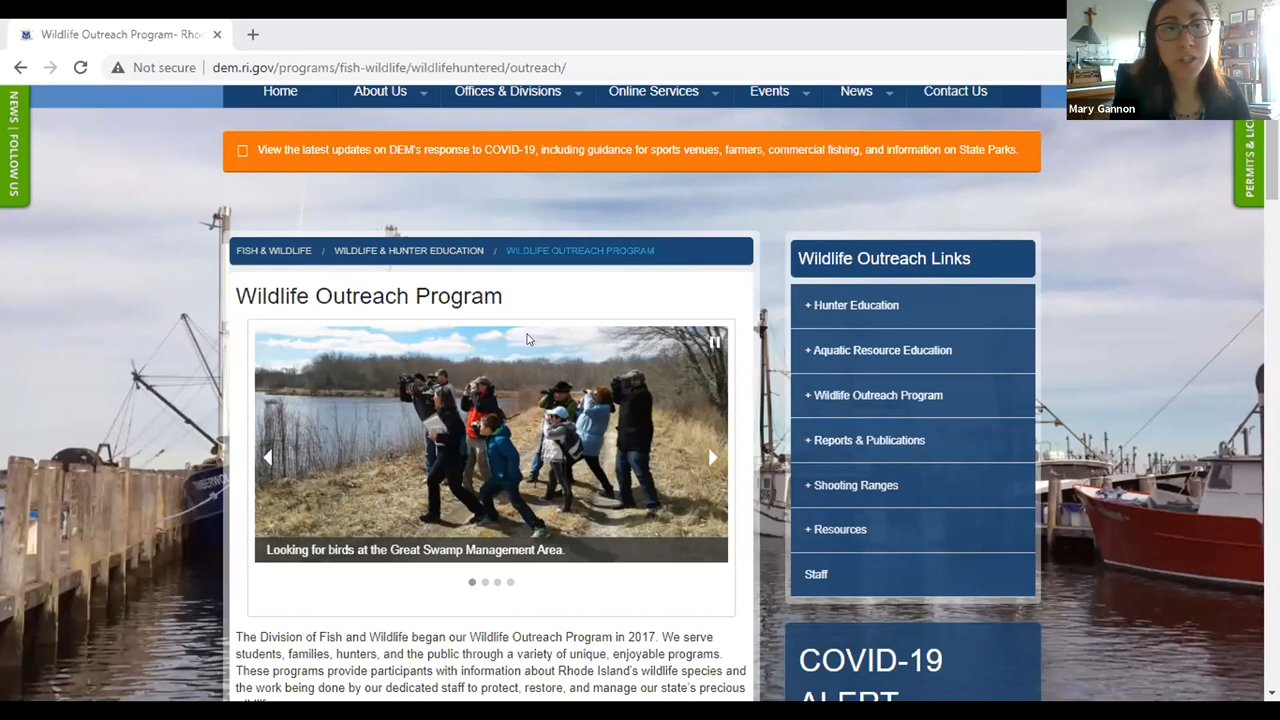 Wildlife Outreach Program- Rho
Not secure
dem.ri.gov/programs/fish-wildlife/wildlifehuntered/outreach/
Mary Gannon
NEWS | FOLLOW US
PERMITS & LIC
Home
About Us
Offices & Divisions
Online Services
Events
News
Contact Us
View the latest updates on DEM's response to COVID-19, including guidance for sports venues, farmers, commercial fishing, and information on State Parks.
FISH & WILDLIFE / WILDLIFE & HUNTER EDUCATION / WILDLIFE OUTREACH PROGRAM
Wildlife Outreach Program
Looking for birds at the Great Swamp Management Area.
The Division of Fish and Wildlife began our Wildlife Outreach Program in 2017. We serve
students, families, hunters, and the public through a variety of unique, enjoyable programs.
These programs provide participants with information about Rhode Island's wildlife species and
the work being done by our dedicated staff to protect, restore, and manage our state's precious
Wildlife Outreach Links
+ Hunter Education
+ Aquatic Resource Education
+ Wildlife Outreach Program
+ Reports & Publications
+ Shooting Ranges
+ Resources
Staff
COVID-19
ALERT